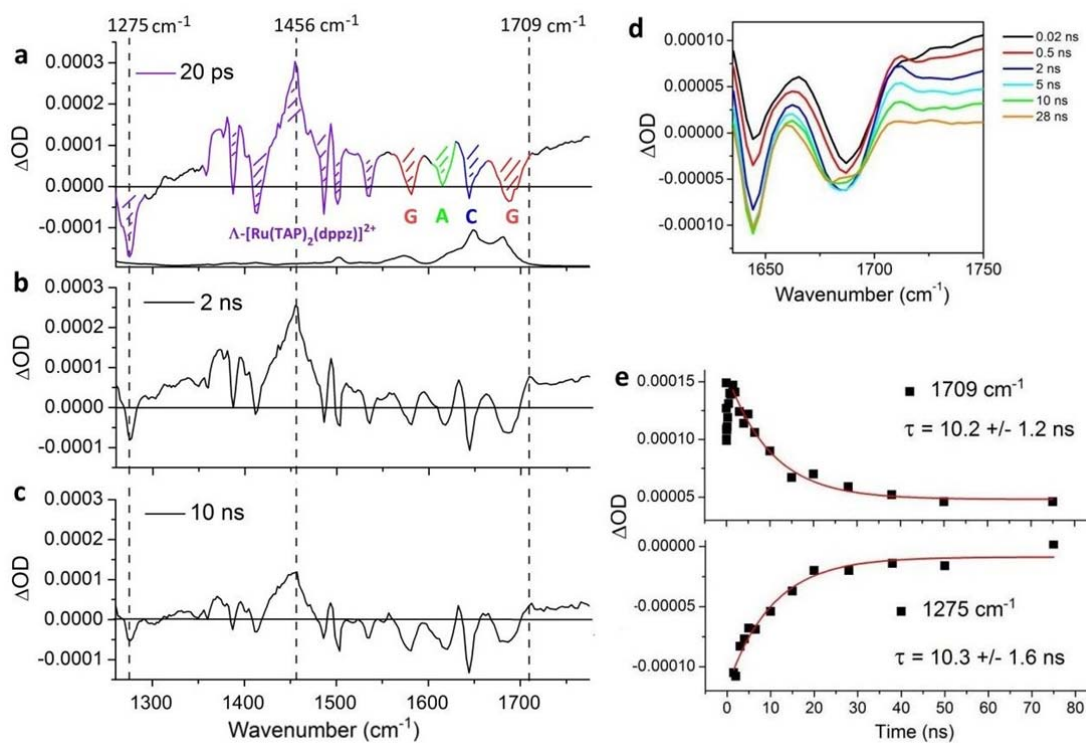 1275 cm⁻¹ 1456 cm⁻¹ 1709 cm⁻¹
a
20 ps
0.0003
0.0002
0.0001
0.0000
-0.0001
ΔOD
Λ-[Ru(TAP)₂(dppz)]²⁺
G A C G
b
2 ns
0.0003
0.0002
0.0001
0.0000
-0.0001
ΔOD
c
10 ns
0.0003
0.0002
0.0001
0.0000
-0.0001
ΔOD
1300 1400 1500 1600 1700
Wavenumber (cm⁻¹)
d
0.00010
0.00005
0.00000
-0.00005
-0.00010
ΔOD
1650 1700 1750
Wavenumber (cm⁻¹)
0.02 ns
0.5 ns
2 ns
5 ns
10 ns
28 ns
e
0.00015
0.00010
0.00005
1709 cm⁻¹
τ = 10.2 +/- 1.2 ns
ΔOD
0.00000
-0.00005
-0.00010
1275 cm⁻¹
τ = 10.3 +/- 1.6 ns
0 10 20 30 40 50 60 70 80
Time (ns)